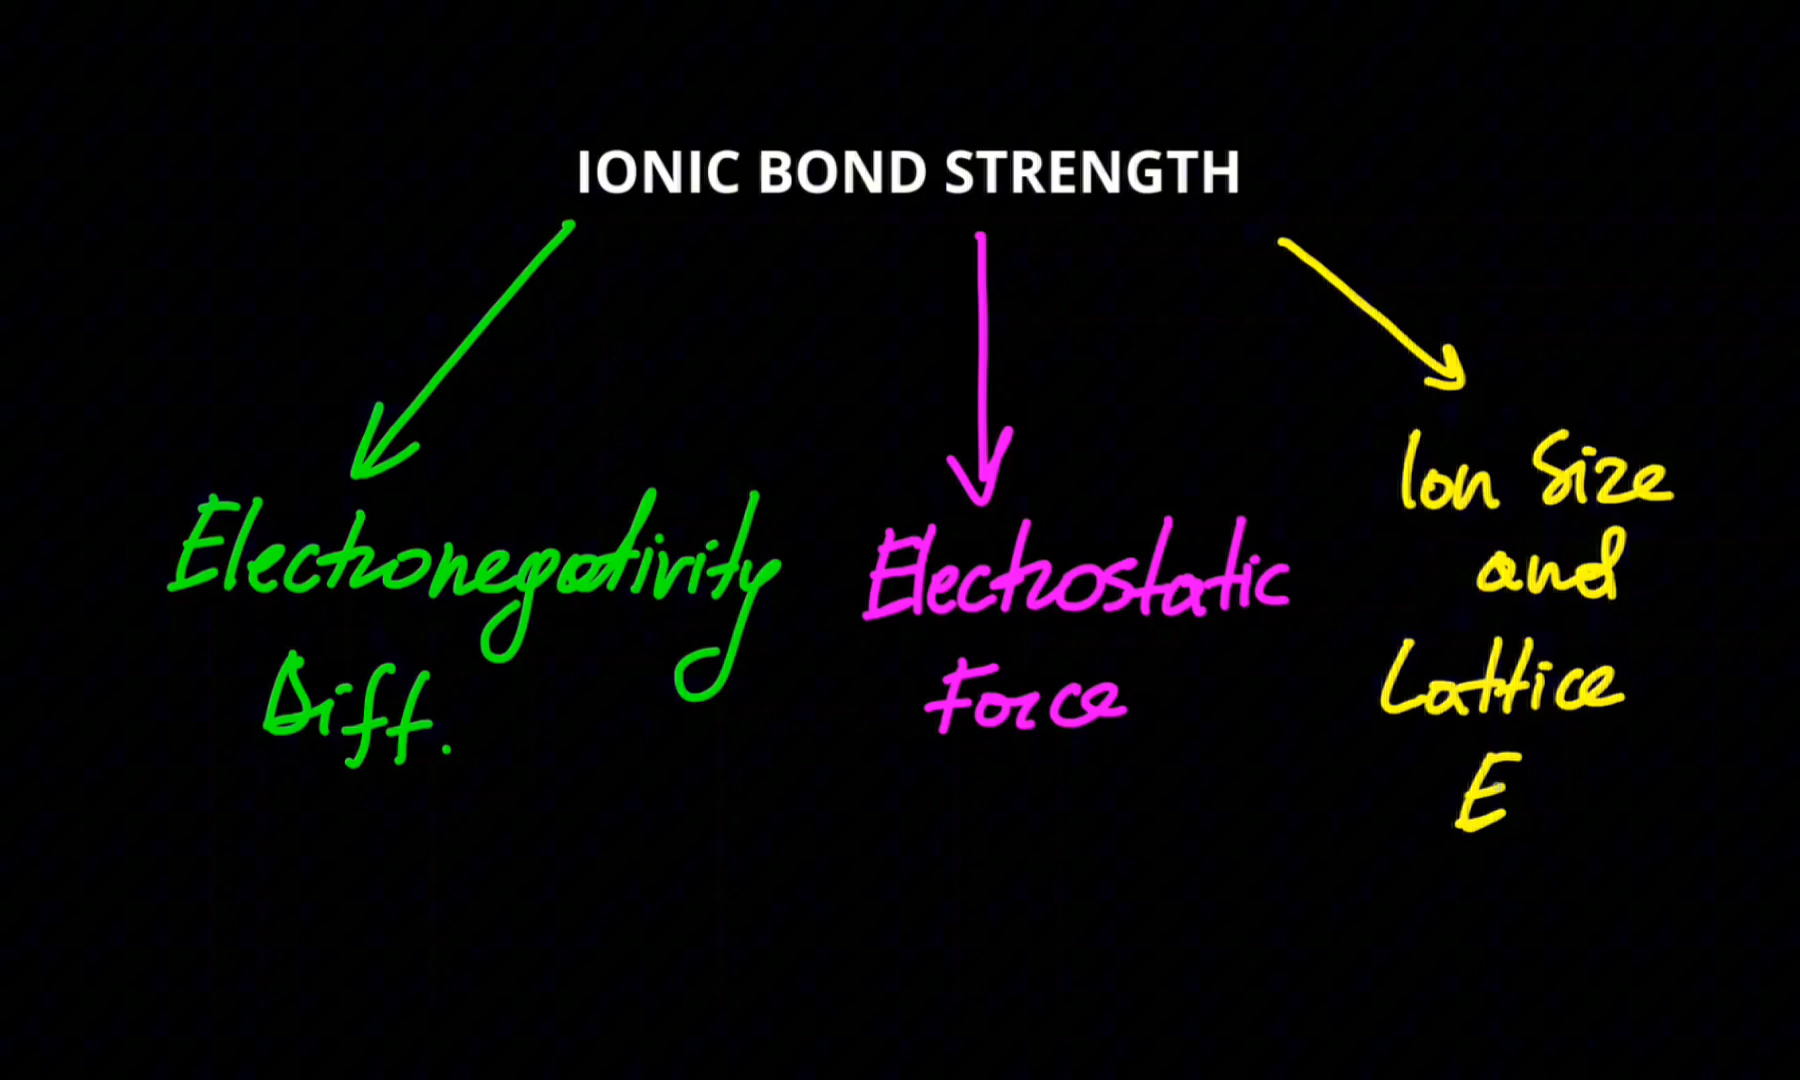 IONIC BOND STRENGTH
Electronegativity
Diff.
Electrostatic
Force
Ion Size
and
Lattice
E